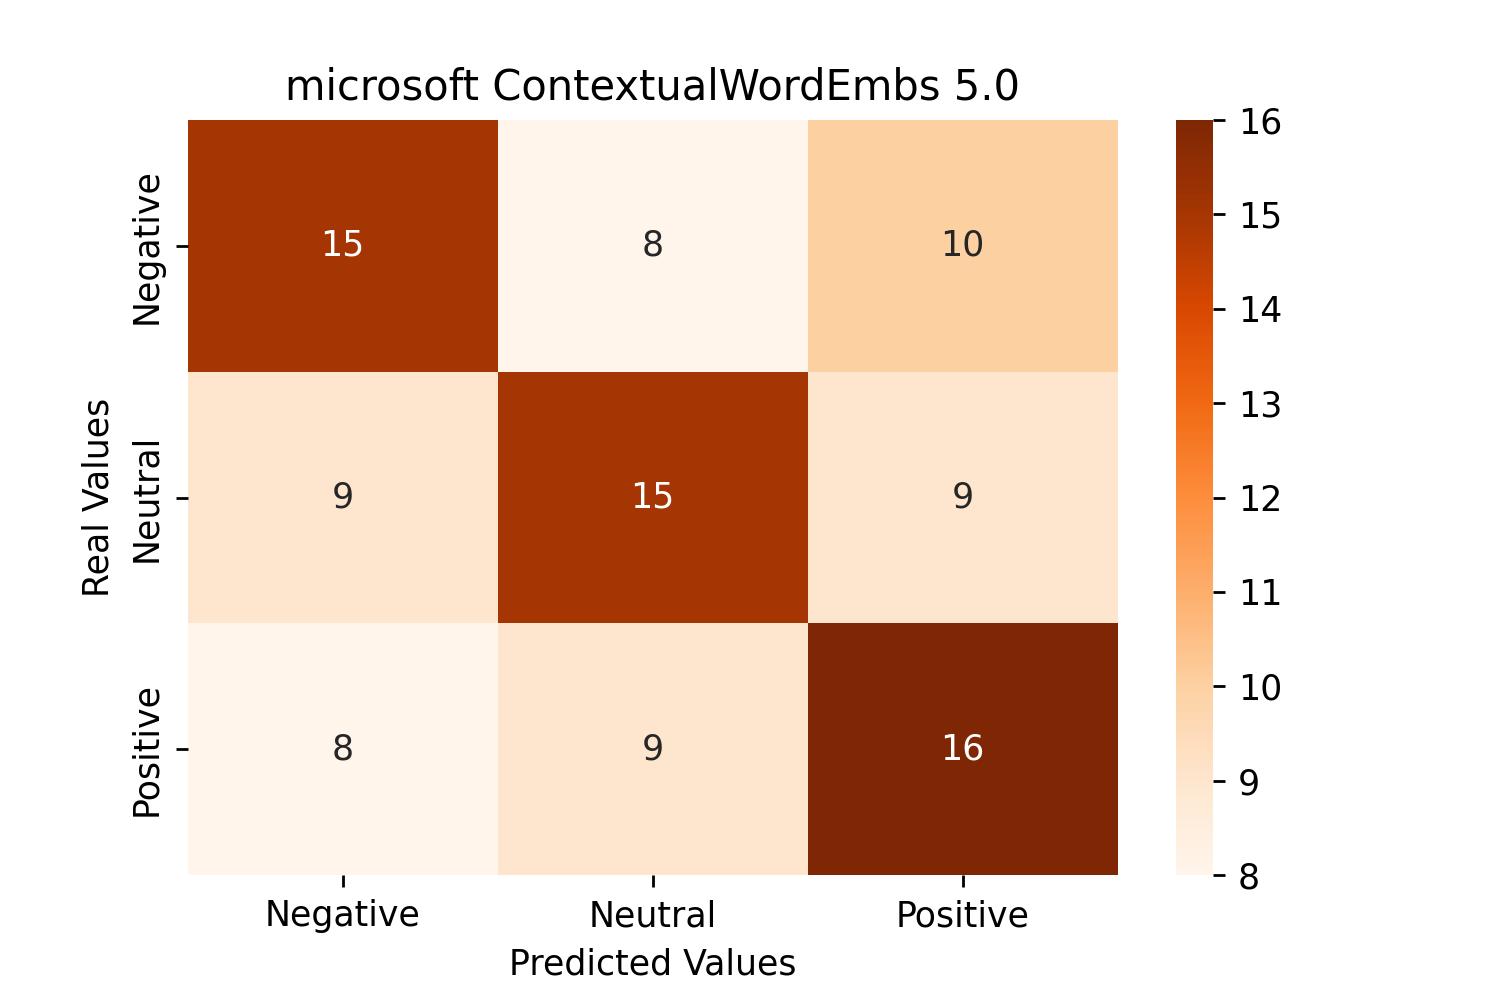 microsoft ContextualWordEmbs 5.0
Real Values
Negative
15
8
10
Neutral
9
15
9
Positive
8
9
16
Negative
Neutral
Positive
Predicted Values
16
15
14
13
12
11
10
9
8